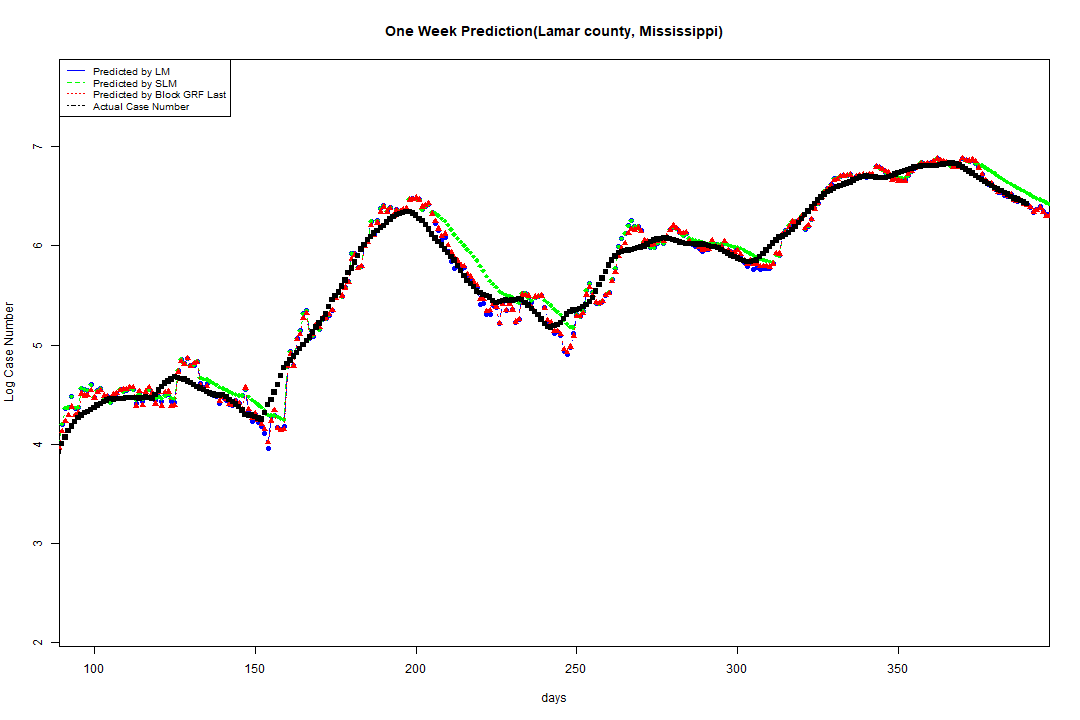 One Week Prediction(Lamar county, Mississippi)
Predicted by LM
Predicted by SLM
Predicted by Block GRF Last
Actual Case Number
7
6
5
4
3
2
Log Case Number
100 150 200 250 300 350
days